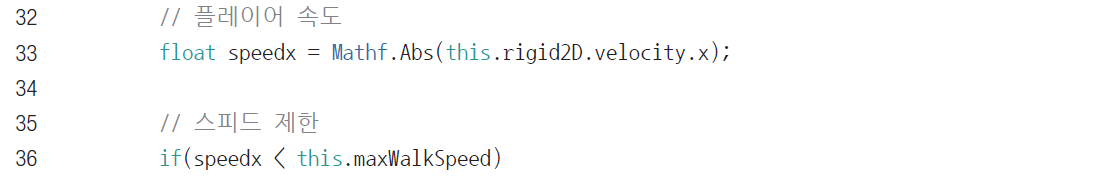 32 // 플레이어 속도
33 float speedx = Mathf.Abs(this.rigid2D.velocity.x);
34
35 // 스피드 제한
36 if(speedx < this.maxWalkSpeed)